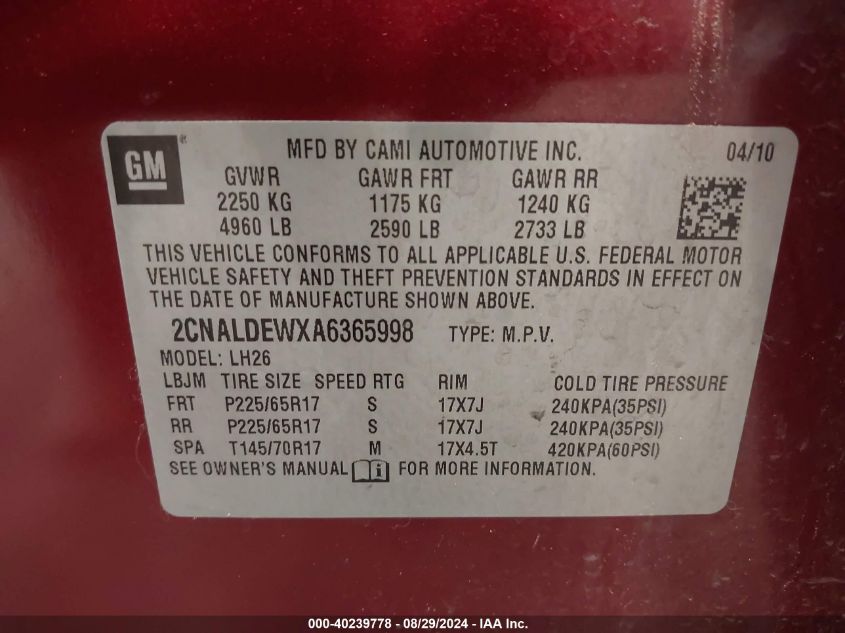 GM ®
MFD BY CAMI AUTOMOTIVE INC. 04/10
GVWR GAWR FRT GAWR RR
2250 KG 1175 KG 1240 KG
4960 LB 2590 LB 2733 LB
THIS VEHICLE CONFORMS TO ALL APPLICABLE U.S. FEDERAL MOTOR
VEHICLE SAFETY AND THEFT PREVENTION STANDARDS IN EFFECT ON
THE DATE OF MANUFACTURE SHOWN ABOVE.
2CNALDEWXA6365998 TYPE: M.P.V.
MODEL: LH26
LBJM TIRE SIZE SPEED RTG RIM COLD TIRE PRESSURE
FRT P225/65R17 S 17X7J 240KPA(35PSI)
RR P225/65R17 S 17X7J 240KPA(35PSI)
SPA T145/70R17 M 17X4.5T 420KPA(60PSI)
SEE OWNER'S MANUAL i FOR MORE INFORMATION.
000-40239778 - 08/29/2024 - IAA Inc.